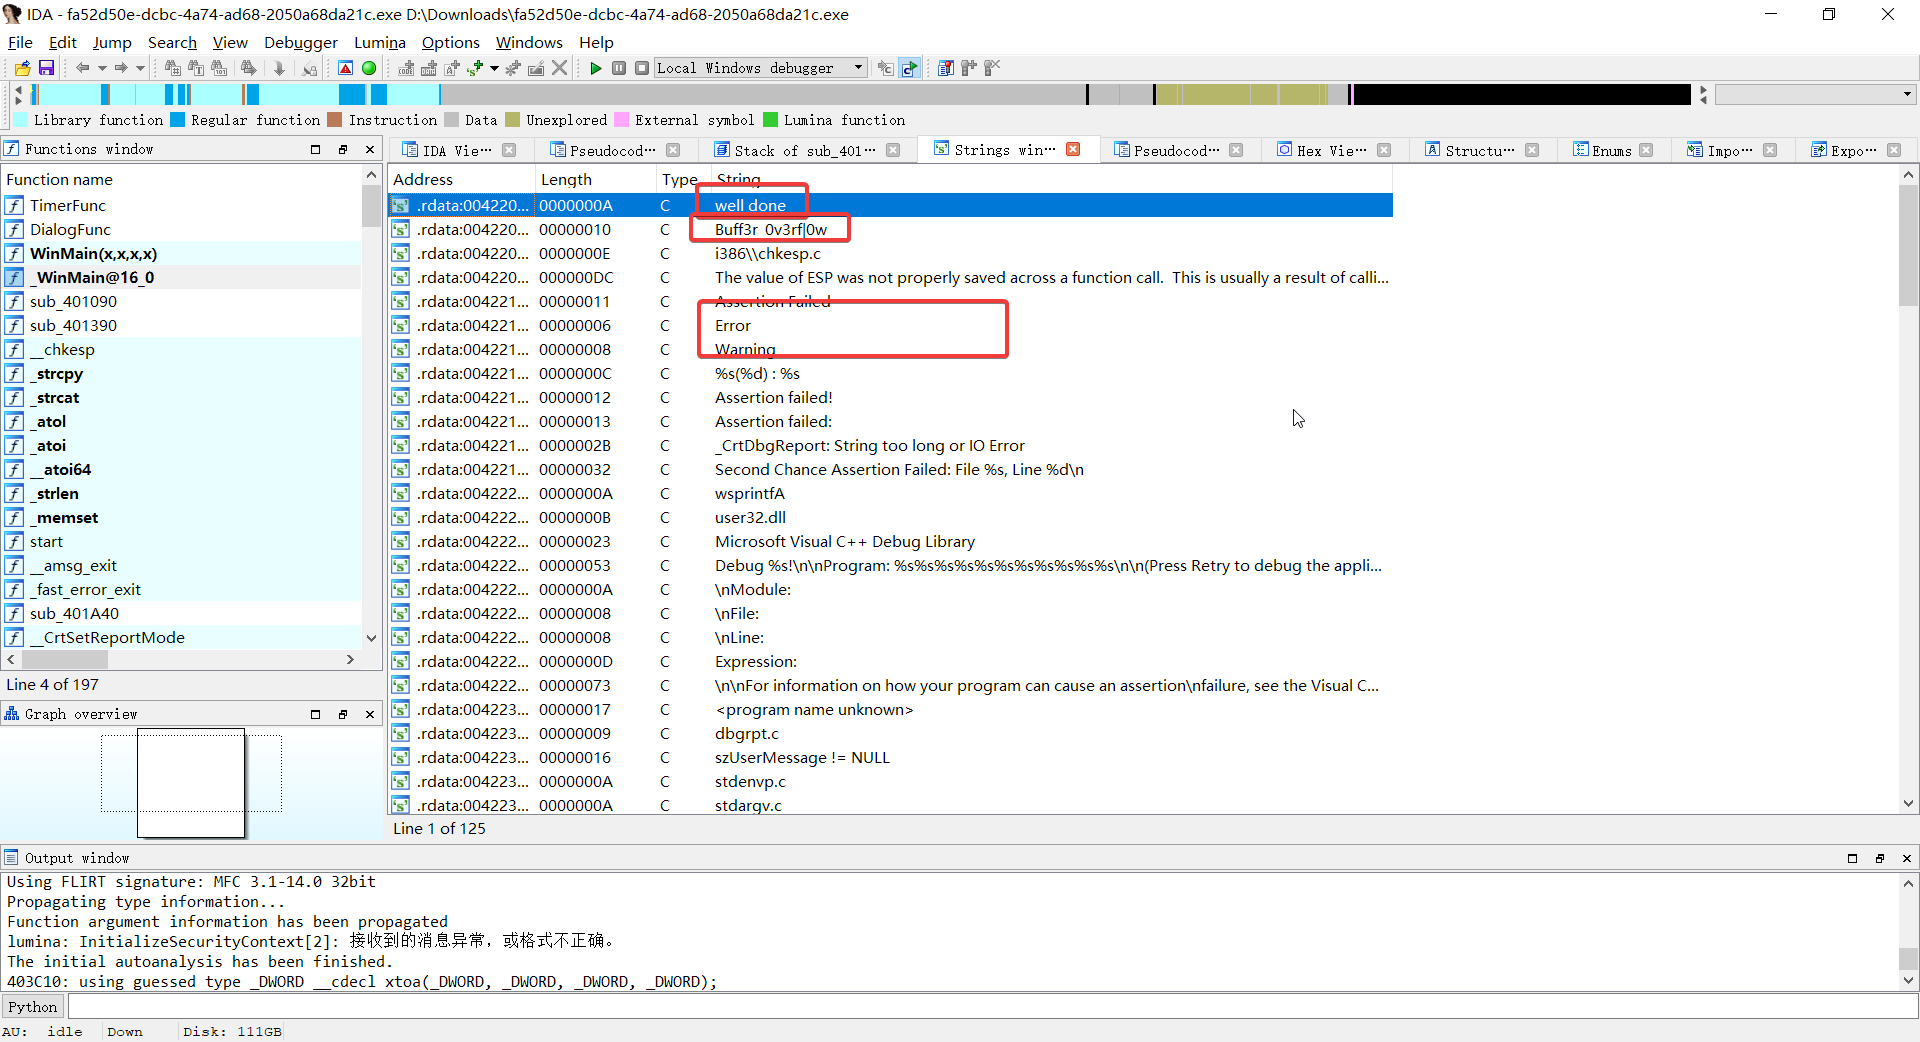 IDA - fa52d50e-dcbc-4a74-ad68-2050a68da21c.exe D:\Downloads\fa52d50e-dcbc-4a74-ad68-2050a68da21c.exe
File Edit Jump Search View Debugger Lumina Options Windows Help
Local Windows debugger
Library function Regular function Instruction Data Unexplored External symbol Lumina function
Functions window
IDA Vie··· Pseudocod··· Stack of sub_401··· Strings win··· Pseudocod··· Hex Vie··· Structu··· Enums Impo··· Expo···
Function name
TimerFunc
DialogFunc
WinMain(x,x,x,x)
_WinMain@16_0
sub_401090
sub_401390
__chkesp
_strcpy
_strcat
_atol
_atoi
__atoi64
_strlen
_memset
start
__amsg_exit
_fast_error_exit
sub_401A40
__CrtSetReportMode
Line 4 of 197
Graph overview
Address Length Type String
.rdata:004220... 0000000A C well done
.rdata:004220... 00000010 C Buff3r_0v3rf|0w
.rdata:004220... 0000000E C i386\\chkesp.c
.rdata:004220... 000000DC C The value of ESP was not properly saved across a function call.  This is usually a result of calli...
.rdata:004221... 00000011 C Assertion Failed
.rdata:004221... 00000006 C Error
.rdata:004221... 00000008 C Warning
.rdata:004221... 0000000C C %s(%d) : %s
.rdata:004221... 00000012 C Assertion failed!
.rdata:004221... 00000013 C Assertion failed:
.rdata:004221... 0000002B C _CrtDbgReport: String too long or IO Error
.rdata:004221... 00000032 C Second Chance Assertion Failed: File %s, Line %d\n
.rdata:004222... 0000000A C wsprintfA
.rdata:004222... 0000000B C user32.dll
.rdata:004222... 00000023 C Microsoft Visual C++ Debug Library
.rdata:004222... 00000053 C Debug %s!\n\nProgram: %s%s%s%s%s%s%s%s%s%s%s\n\n(Press Retry to debug the appli...
.rdata:004222... 0000000A C \nModule:
.rdata:004222... 00000008 C \nFile:
.rdata:004222... 00000008 C \nLine:
.rdata:004222... 0000000D C Expression:
.rdata:004222... 00000073 C \n\nFor information on how your program can cause an assertion\nfailure, see the Visual C...
.rdata:004223... 00000017 C <program name unknown>
.rdata:004223... 00000009 C dbgrpt.c
.rdata:004223... 00000016 C szUserMessage != NULL
.rdata:004223... 0000000A C stdenvp.c
.rdata:004223... 0000000A C stdargv.c
Line 1 of 125
Output window
Using FLIRT signature: MFC 3.1-14.0 32bit
Propagating type information...
Function argument information has been propagated
lumina: InitializeSecurityContext[2]: 接收到的消息异常，或格式不正确。
The initial autoanalysis has been finished.
403C10: using guessed type _DWORD __cdecl xtoa(_DWORD, _DWORD, _DWORD, _DWORD);
Python
AU: idle Down Disk: 111GB